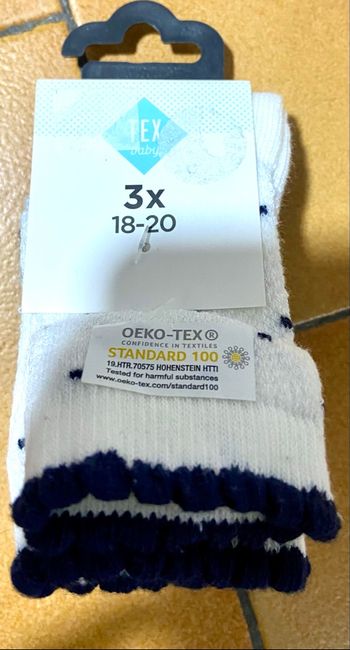 TEX
baby
3x
18-20
OEKO-TEX®
CONFIDENCE IN TEXTILES
STANDARD 100
19.HTR.70575 HOHENSTEIN HTTI
Tested for harmful substances
www.oeko-tex.com/standard100